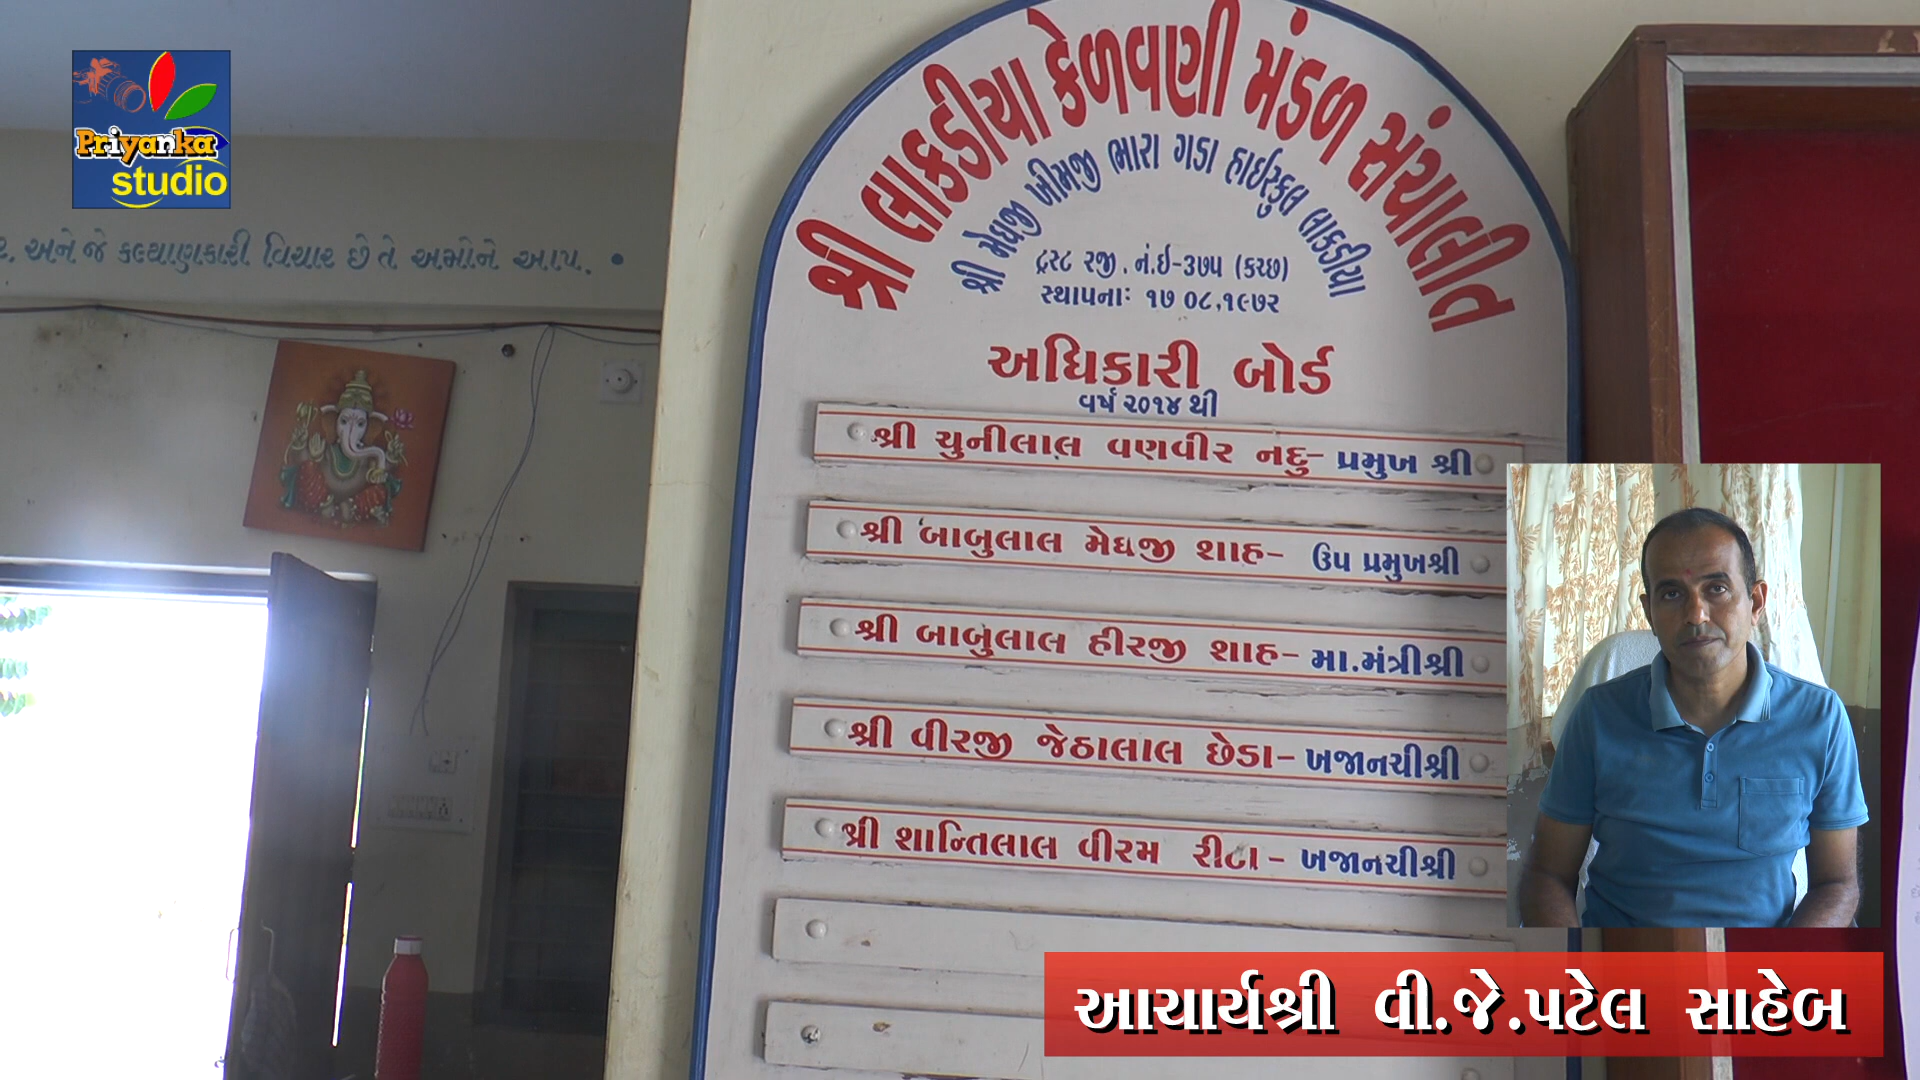 Priyanka
studio
અને જે કલ્યાણકારી વિચાર છે તે અમોને આપ.
શ્રી લાકડીયા કેળવણી મંડળ સંચાલીત
શ્રી મેઘજી ખીમજી ભારા ગડા હાઈસ્કુલ લાકડીયા
ટ્રસ્ટ રજી. નં.ઇ-૩૭૫ (કચ્છ)
સ્થાપનાઃ ૧૭ ૦૮.૧૯૭૨
અધિકારી બોર્ડ
વર્ષ ૨૦૧૪ થી
શ્રી ચુનીલાલ વણવીર નદુ- પ્રમુખ શ્રી
શ્રી બાબુલાલ મેઘજી શાહ- ઉપ પ્રમુખશ્રી
શ્રી બાબુલાલ હીરજી શાહ- મા.મંત્રીશ્રી
શ્રી વીરજી જેઠાલાલ છેડા- ખજાનચીશ્રી
શ્રી શાન્તિલાલ વીરમ રીટા - ખજાનચીશ્રી
આચાર્યશ્રી વી.જે.પટેલ સાહેબ